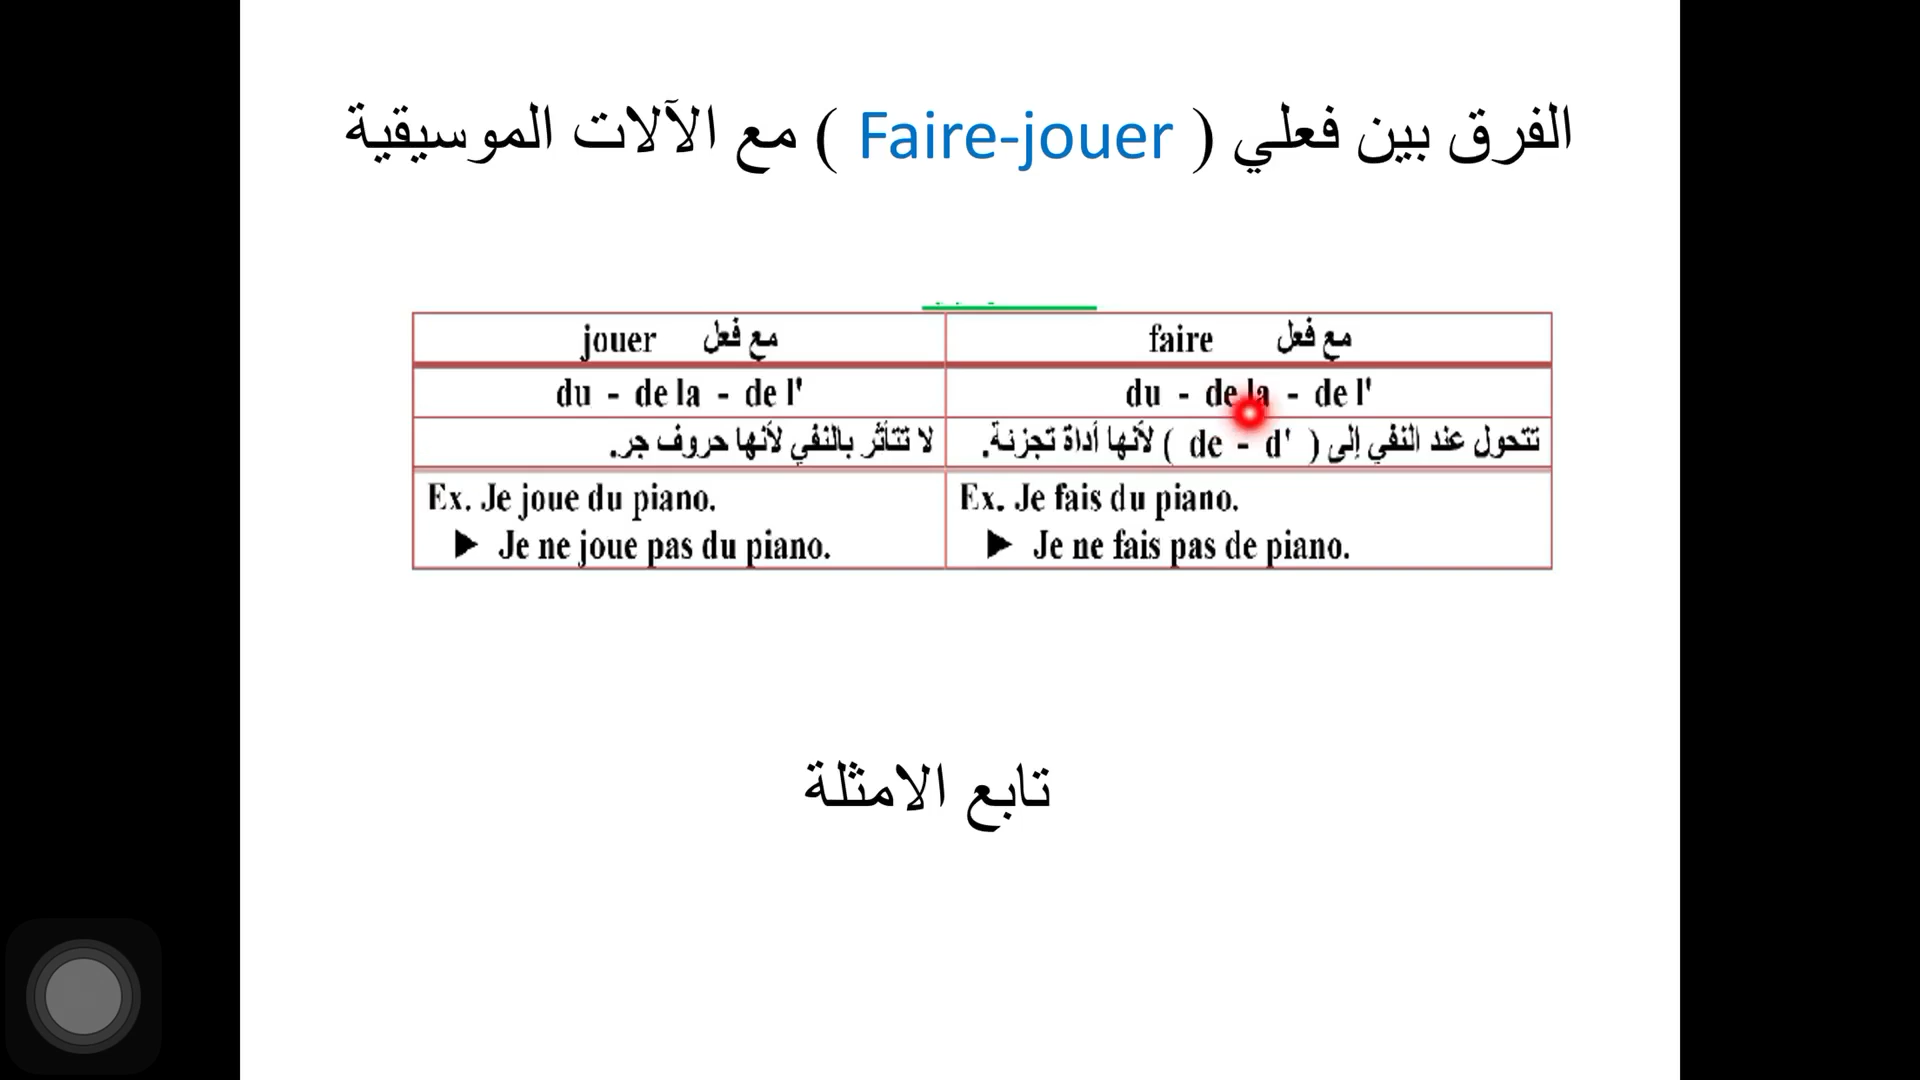 الفرق بين فعلي ( Faire-jouer ) مع الآلات الموسيقية
مع فعل faire
مع فعل jouer
du - de la - de l'
du - de la - de l'
تتحول عند النفي إلى ( de - d' ) لأنها أداة تجزئة.
لا تتأثر بالنفي لأنها حروف جر.
Ex. Je fais du piano.
► Je ne fais pas de piano.
Ex. Je joue du piano.
► Je ne joue pas du piano.
تابع الامثلة